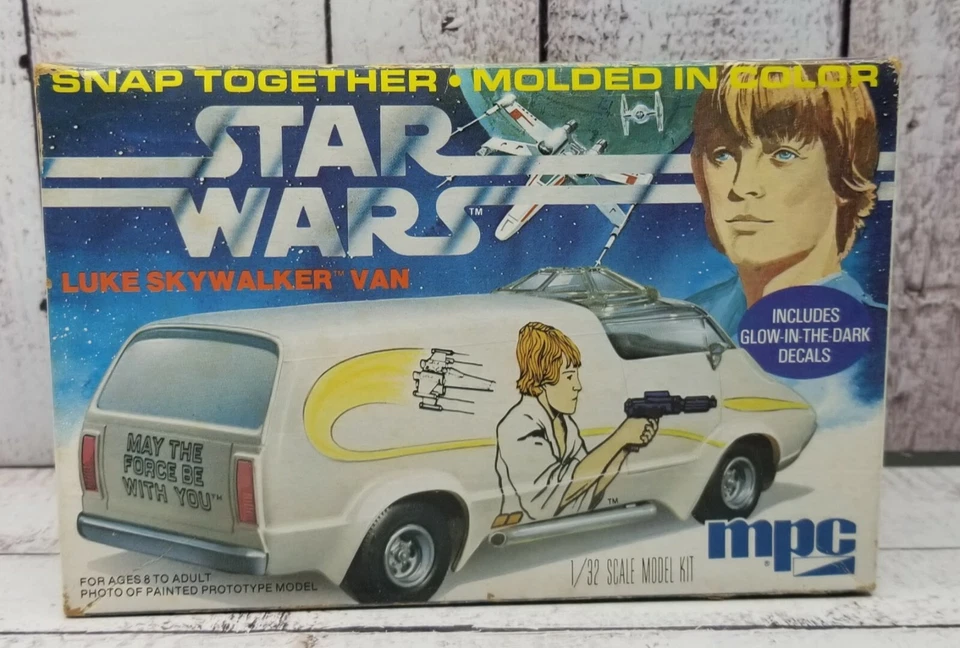 SNAP TOGETHER • MOLDED IN COLOR
STAR
WARS™
LUKE SKYWALKER™ VAN
INCLUDES
GLOW-IN-THE-DARK
DECALS
MAY THE
FORCE BE
WITH YOU™
TM
mpc®
1/32 SCALE MODEL KIT
FOR AGES 8 TO ADULT
PHOTO OF PAINTED PROTOTYPE MODEL